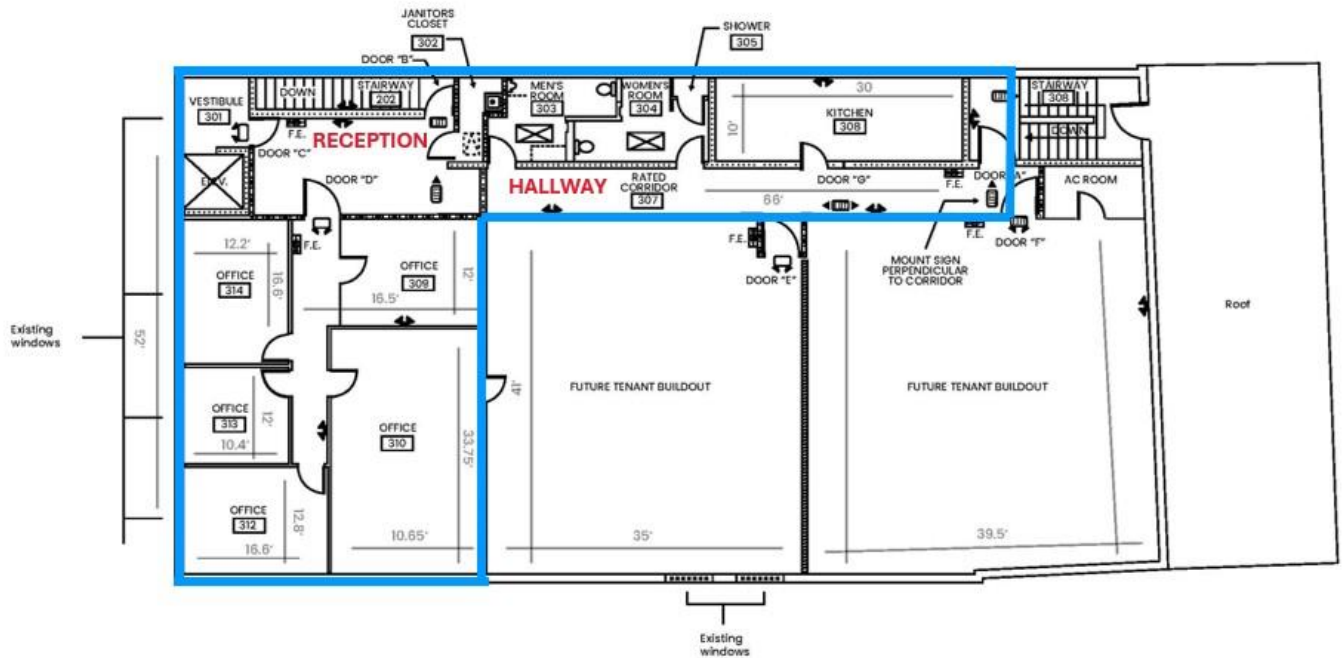 JANITORS
CLOSET
302
SHOWER
305
DOOR "B"
STAIRWAY
202
DOWN
VESTIBULE
301
F.E.
RECEPTION
DOOR "C"
MEN'S
ROOM
303
WOMEN'S
ROOM
304
30
KITCHEN
308
10'
STAIRWAY
308
DOWN
ELEV.
DOOR "D"
HALLWAY
RATED
CORRIDOR
307
DOOR "G"
66'
F.E.
DOOR "A"
AC ROOM
F.E.
DOOR "F"
MOUNT SIGN
PERPENDICULAR
TO CORRIDOR
F.E.
DOOR "E"
F.E.
12.2'
OFFICE
314
16.6'
OFFICE
309
12'
16.5'
Existing
windows
52'
Roof
OFFICE
313
12'
10.4'
OFFICE
310
33.75'
10.65'
41'
FUTURE TENANT BUILDOUT
FUTURE TENANT BUILDOUT
OFFICE
312
12.8'
16.6'
35'
39.5'
Existing
windows